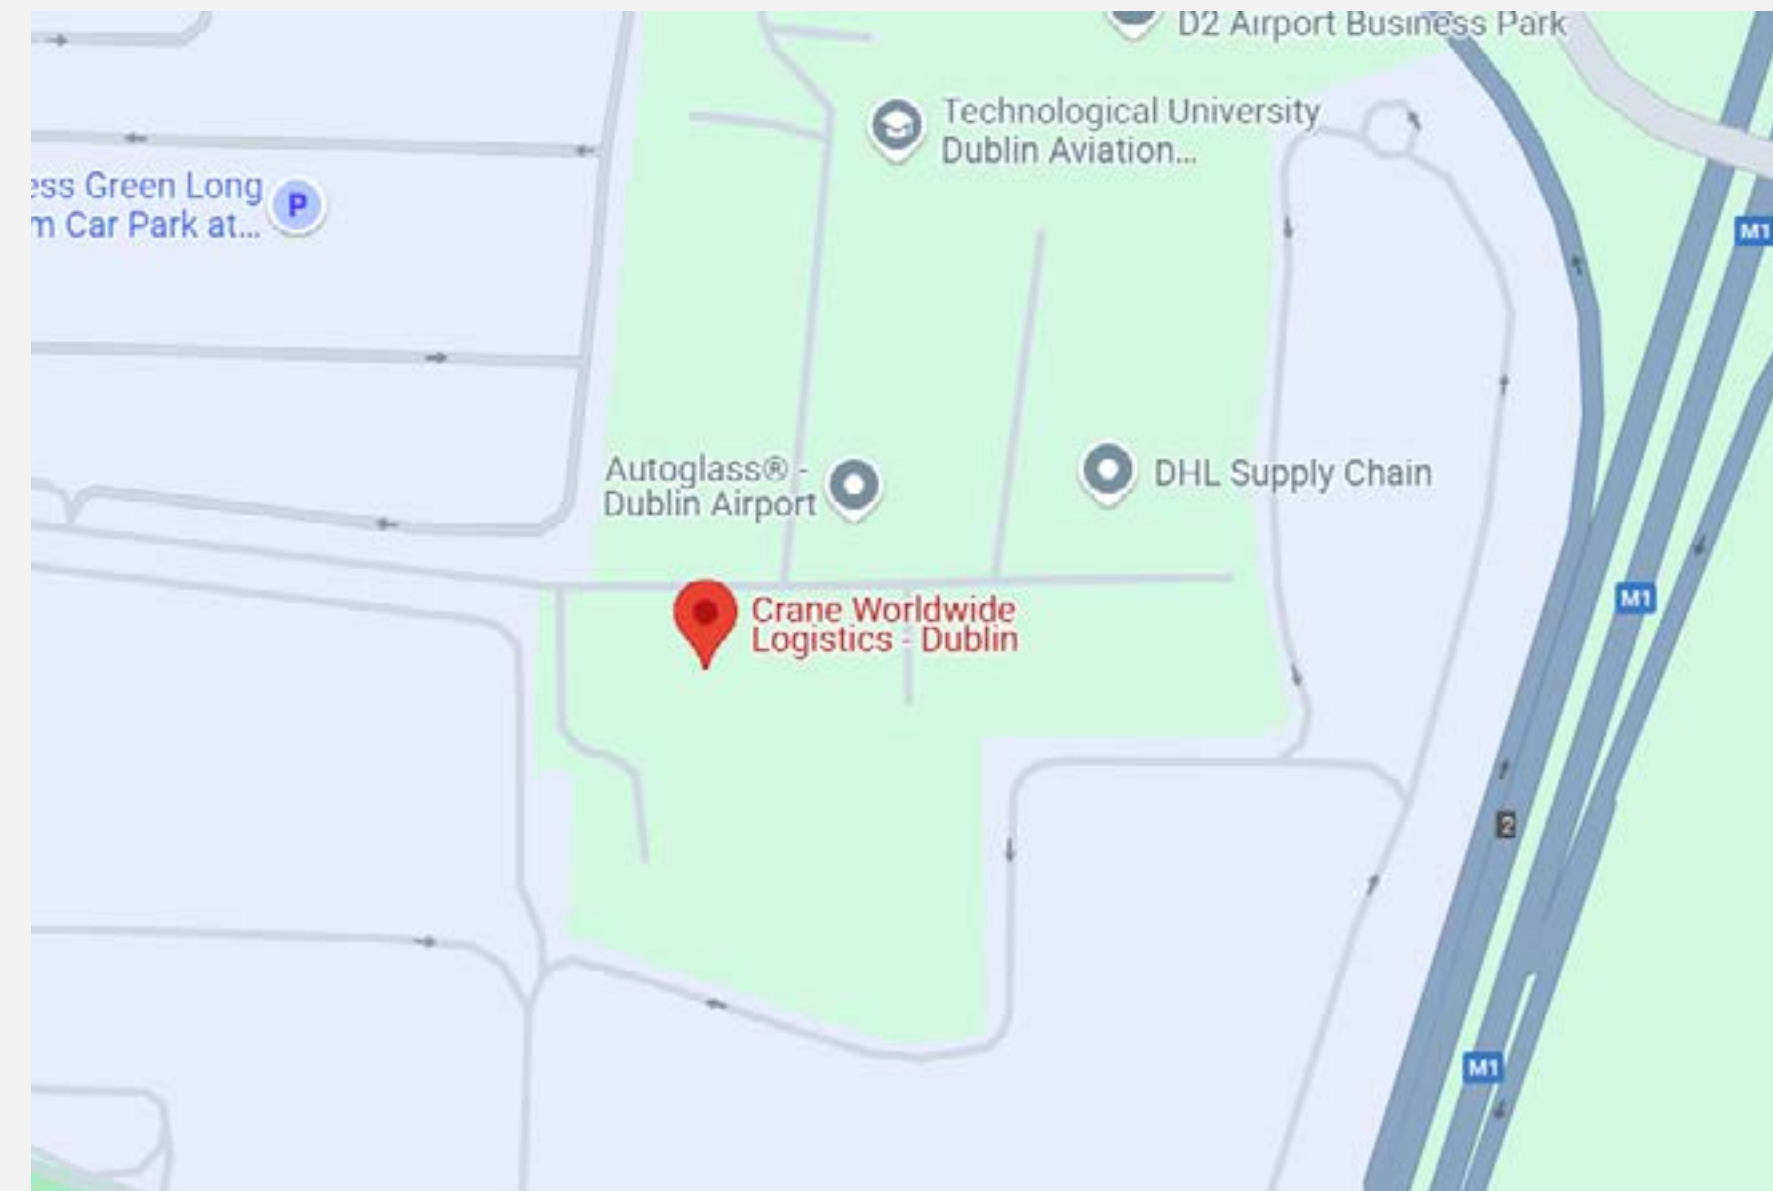 D2 Airport Business Park
Technological University
Dublin Aviation...
ess Green Long
m Car Park at...
P
M1
Autoglass® -
Dublin Airport
DHL Supply Chain
Crane Worldwide
Logistics - Dublin
M1
2
M1